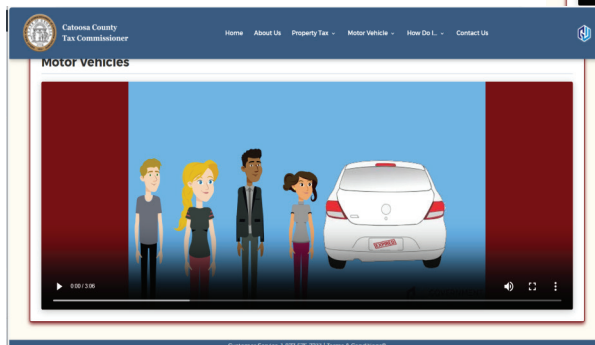 Catoosa County
Tax Commissioner
Home About Us Property Tax Motor Vehicle How Do I... Contact Us
Motor Vehicles
0:00 / 3:06